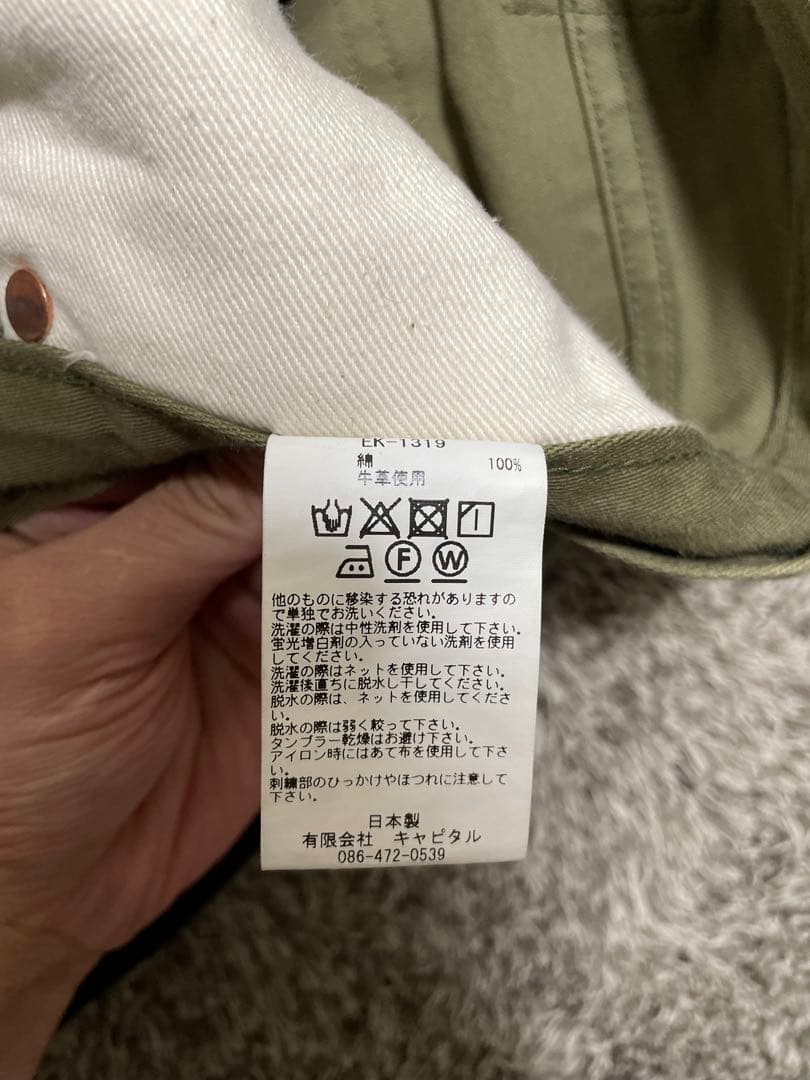 EK-1319
綿 100%
牛革使用
F W
他のものに移染する恐れがありますの
で単独でお洗いください。
洗濯の際は中性洗剤を使用して下さい。
蛍光増白剤の入っていない洗剤を使用
してください。
洗濯の際はネットを使用して下さい。
洗濯後直ちに脱水し干してください。
脱水の際は、ネットを使用してくださ
い。
脱水の際は弱く絞って下さい。
タンブラー乾燥はお避け下さい。
アイロン時にはあて布を使用して下さ
い。
刺繍部のひっかけやほつれに注意して
下さい。
日本製
有限会社 キャピタル
086-472-0539